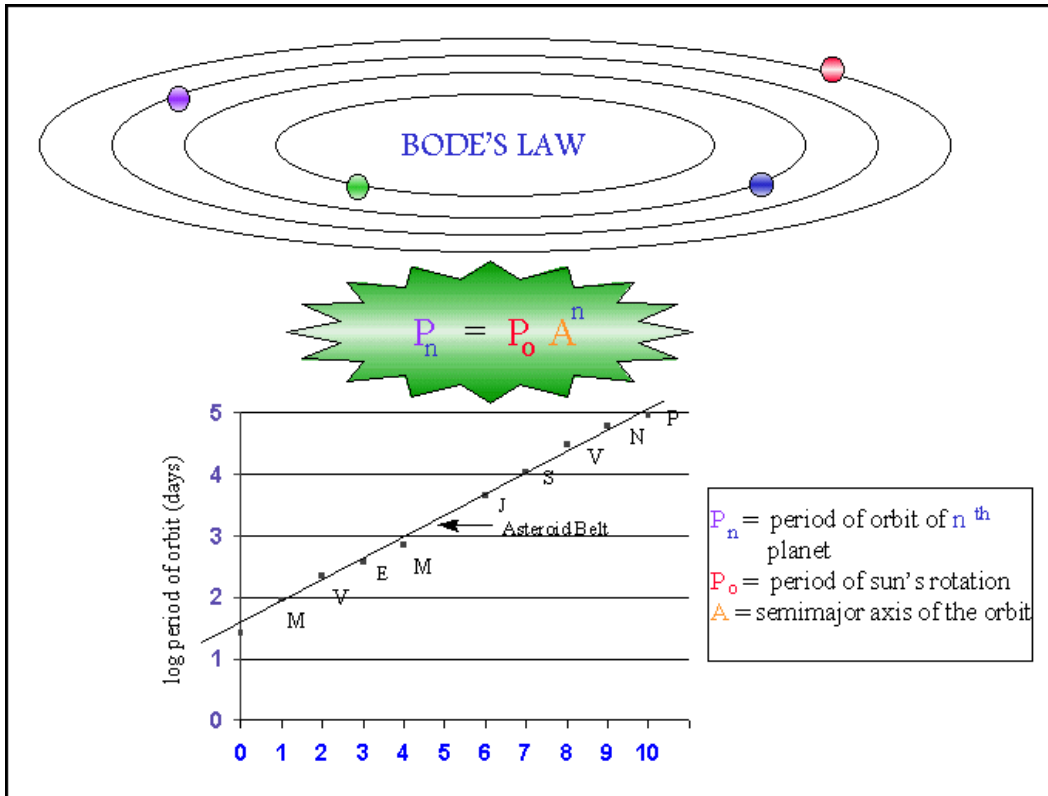 BODE'S LAW
Pn = Po A^n
log period of orbit (days)
5
4
3
2
1
0
M
V
E
M
Asteroid Belt
J
S
V
N
P
0 1 2 3 4 5 6 7 8 9 10
Pn = period of orbit of n th
planet
Po = period of sun's rotation
A = semimajor axis of the orbit